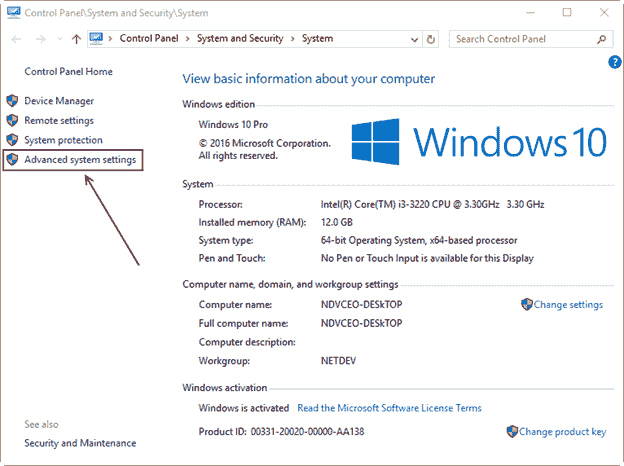 Control Panel\System and Security\System
Control Panel > System and Security > System
Search Control Panel
?
Control Panel Home
Device Manager
Remote settings
System protection
Advanced system settings
See also
Security and Maintenance
View basic information about your computer
Windows edition
Windows 10 Pro
© 2016 Microsoft Corporation.
All rights reserved.
Windows 10
System
Processor: Intel(R) Core(TM) i3-3220 CPU @ 3.30GHz 3.30 GHz
Installed memory (RAM): 12.0 GB
System type: 64-bit Operating System, x64-based processor
Pen and Touch: No Pen or Touch Input is available for this Display
Computer name, domain, and workgroup settings
Computer name: NDVCEO-DESkTOP
Change settings
Full computer name: NDVCEO-DESkTOP
Computer description:
Workgroup: NETDEV
Windows activation
Windows is activated Read the Microsoft Software License Terms
Product ID: 00331-20020-00000-AA138
Change product key